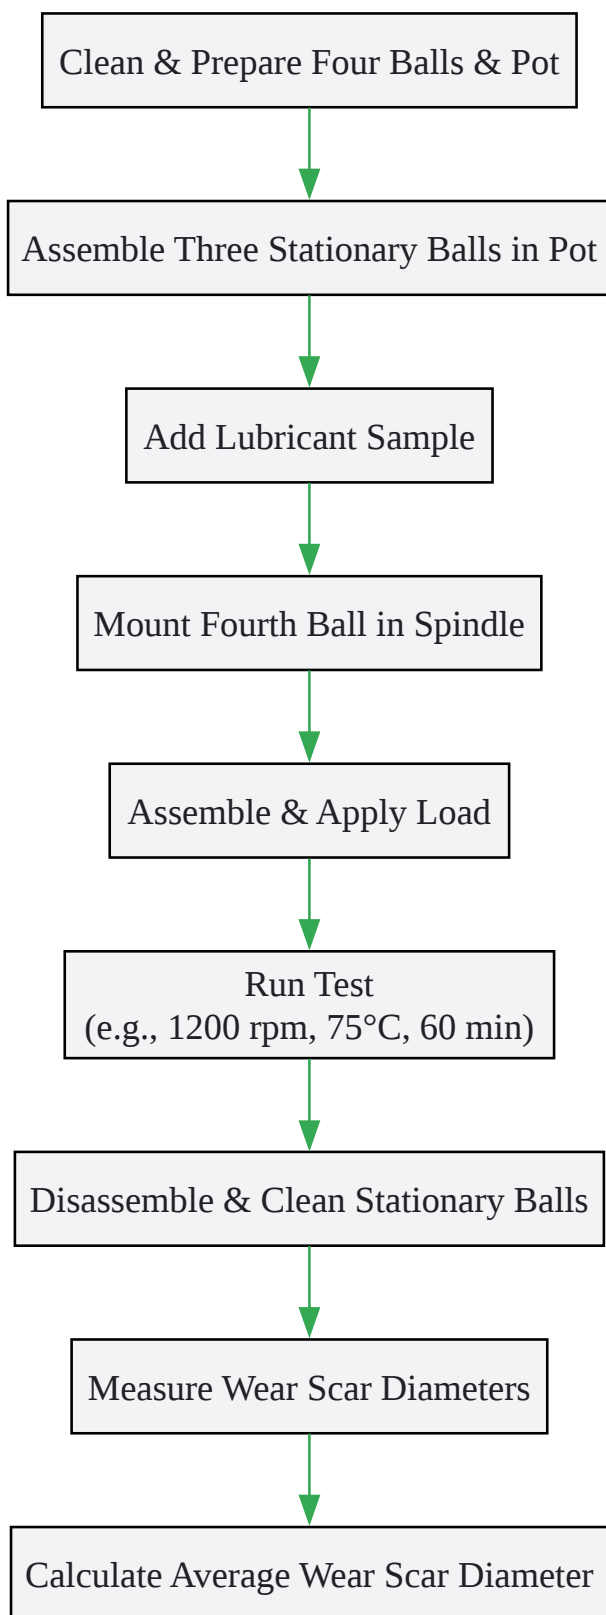 Clean & Prepare Four Balls & Pot
Assemble Three Stationary Balls in Pot
Add Lubricant Sample
Mount Fourth Ball in Spindle
Assemble & Apply Load
Run Test
(e.g., 1200 rpm, 75°C, 60 min)
Disassemble & Clean Stationary Balls
Measure Wear Scar Diameters
Calculate Average Wear Scar Diameter